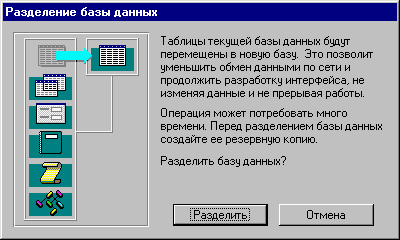 Разделение базы данных
Таблицы текущей базы данных будут
перемещены в новую базу.  Это позволит
уменьшить обмен данными по сети и
продолжить разработку интерфейса, не
изменяя данные и не прерывая работы.
Операция может потребовать много
времени. Перед разделением базы данных
создайте ее резервную копию.
Разделить базу данных?
Разделить
Отмена